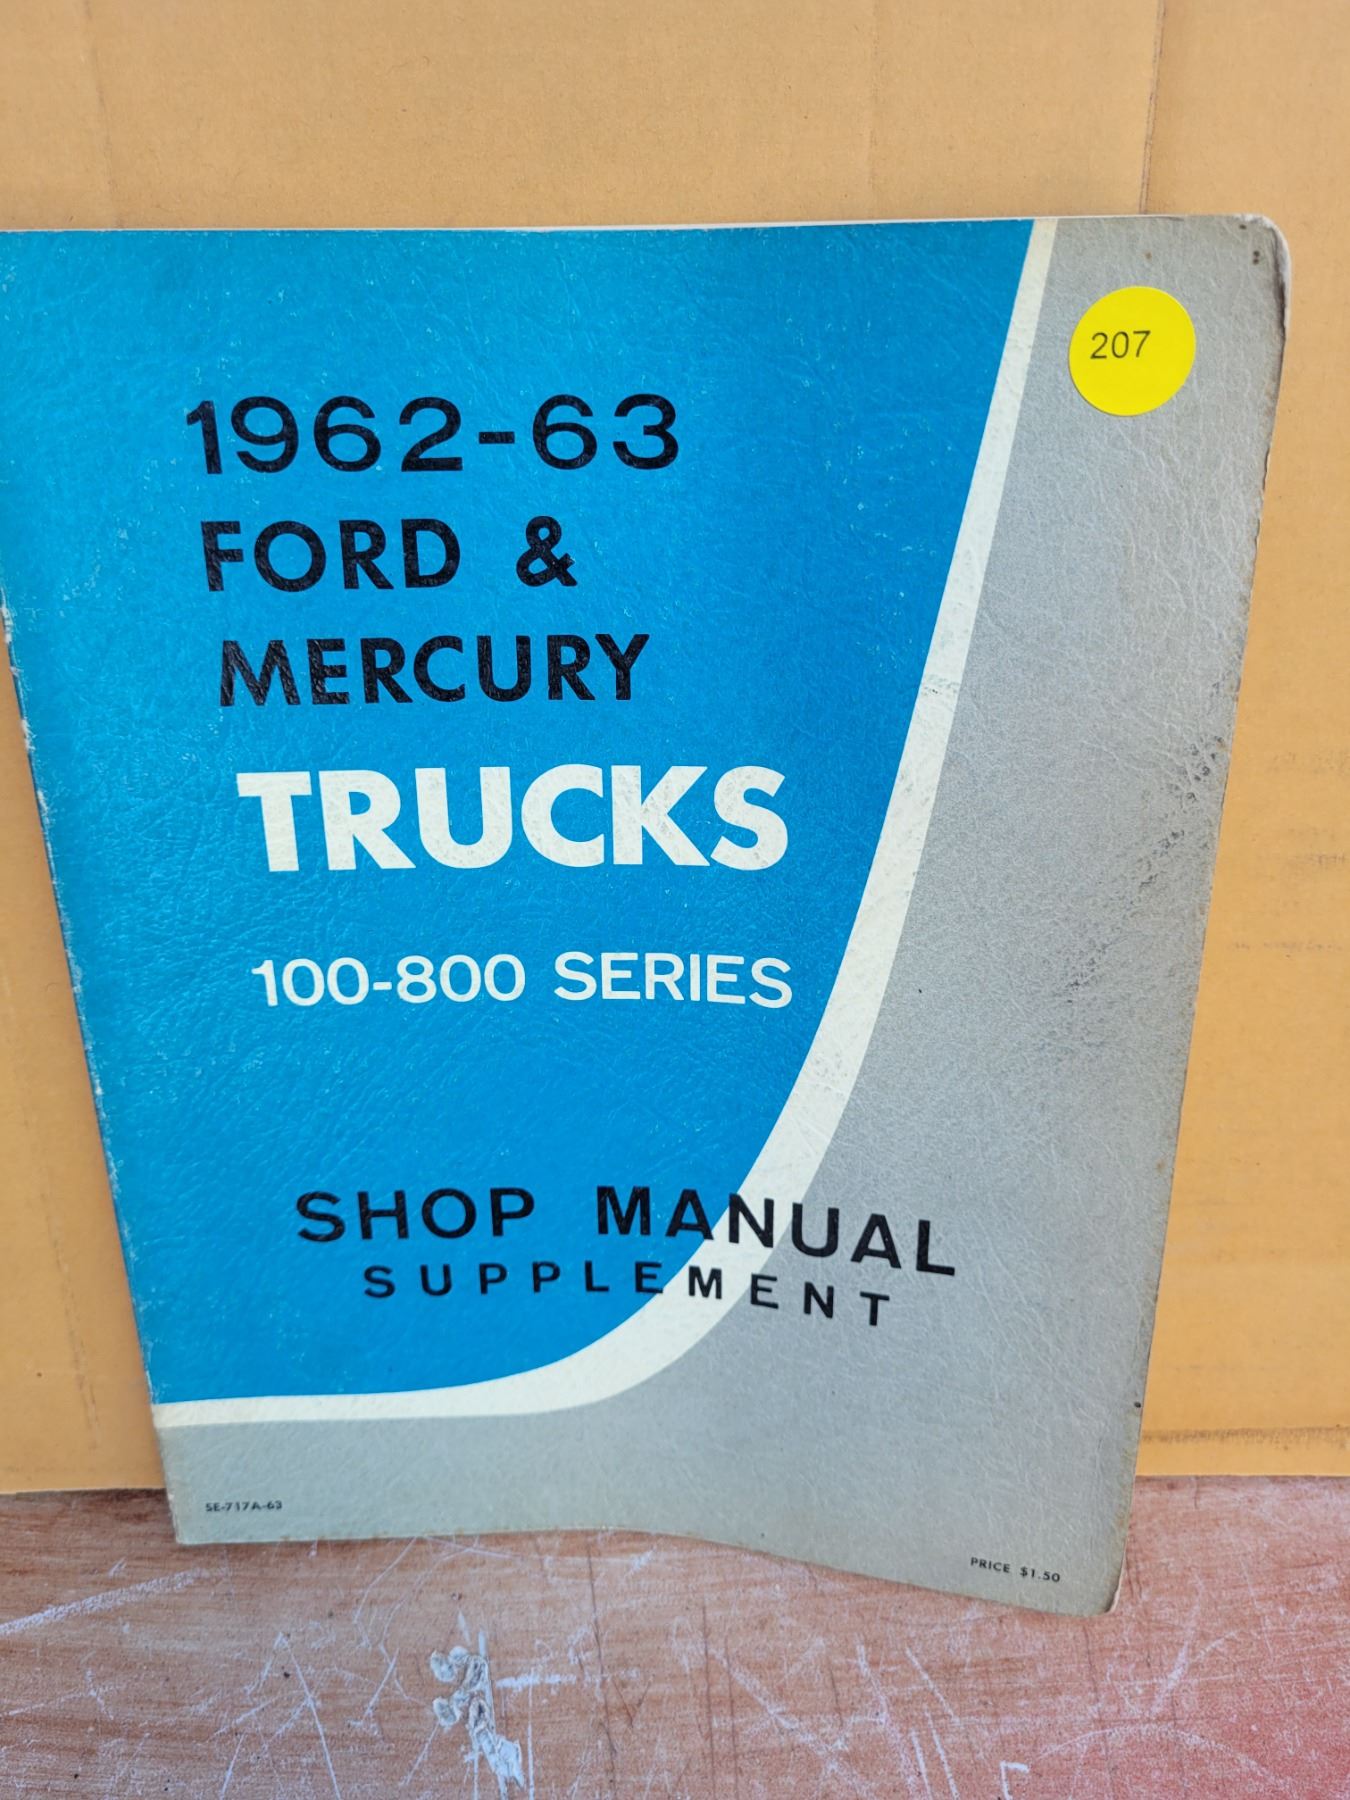 207
1962-63
FORD &
MERCURY
TRUCKS
100-800 SERIES
SHOP MANUAL
SUPPLEMENT
SE-717A-63
PRICE $1.50